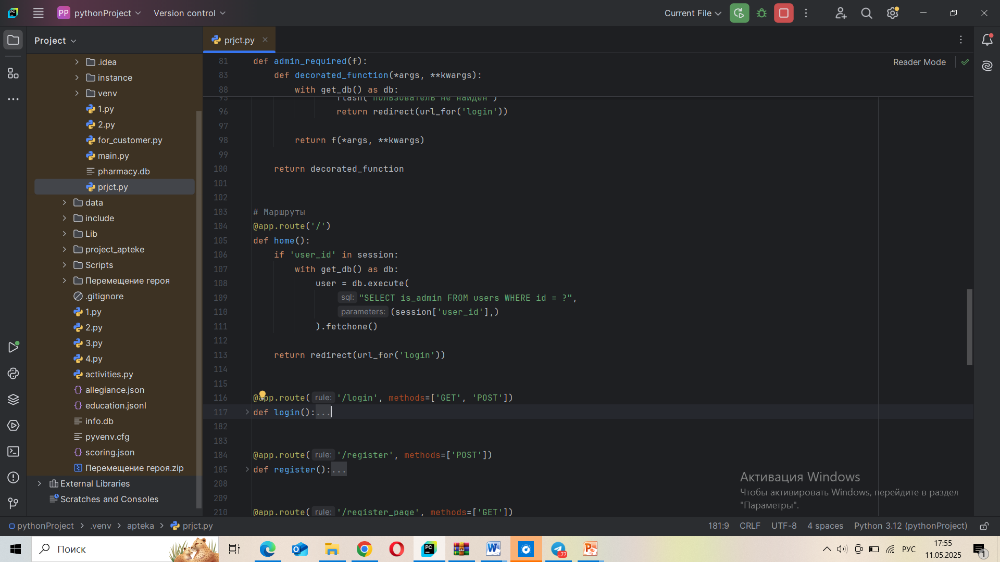 PC
PP pythonProject
Version control
Current File
Project
prjct.py
.idea
instance
venv
1.py
2.py
for_customer.py
main.py
pharmacy.db
prjct.py
data
include
Lib
project_apteke
Scripts
Перемещение героя
.gitignore
1.py
2.py
3.py
4.py
activities.py
allegiance.json
education.jsonl
info.db
pyvenv.cfg
scoring.json
Перемещение героя.zip
External Libraries
Scratches and Consoles
Reader Mode
81 def admin_required(f):
83 def decorated_function(*args, **kwargs):
88 with get_db() as db:
95 flash('Пользователь не найден')
96 return redirect(url_for('login'))
97
98 return f(*args, **kwargs)
99
100 return decorated_function
101
102
103 # Маршруты
104 @app.route('/')
105 def home():
106 if 'user_id' in session:
107 with get_db() as db:
108 user = db.execute(
109 sql: "SELECT is_admin FROM users WHERE id = ?",
110 parameters: (session['user_id'],)
111 ).fetchone()
112
113 return redirect(url_for('login'))
114
115
116 @app.route( rule: '/login', methods=['GET', 'POST'])
117 def login():...
182
183
184 @app.route( rule: '/register', methods=['POST'])
185 def register():...
208
209
210 @app.route( rule: '/register_page', methods=['GET'])
Активация Windows
Чтобы активировать Windows, перейдите в раздел
"Параметры".
pythonProject > .venv > apteka > prjct.py
181:9 CRLF UTF-8 4 spaces Python 3.12 (pythonProject)
Поиск
PC
77
РУС
17:55
11.05.2025
1